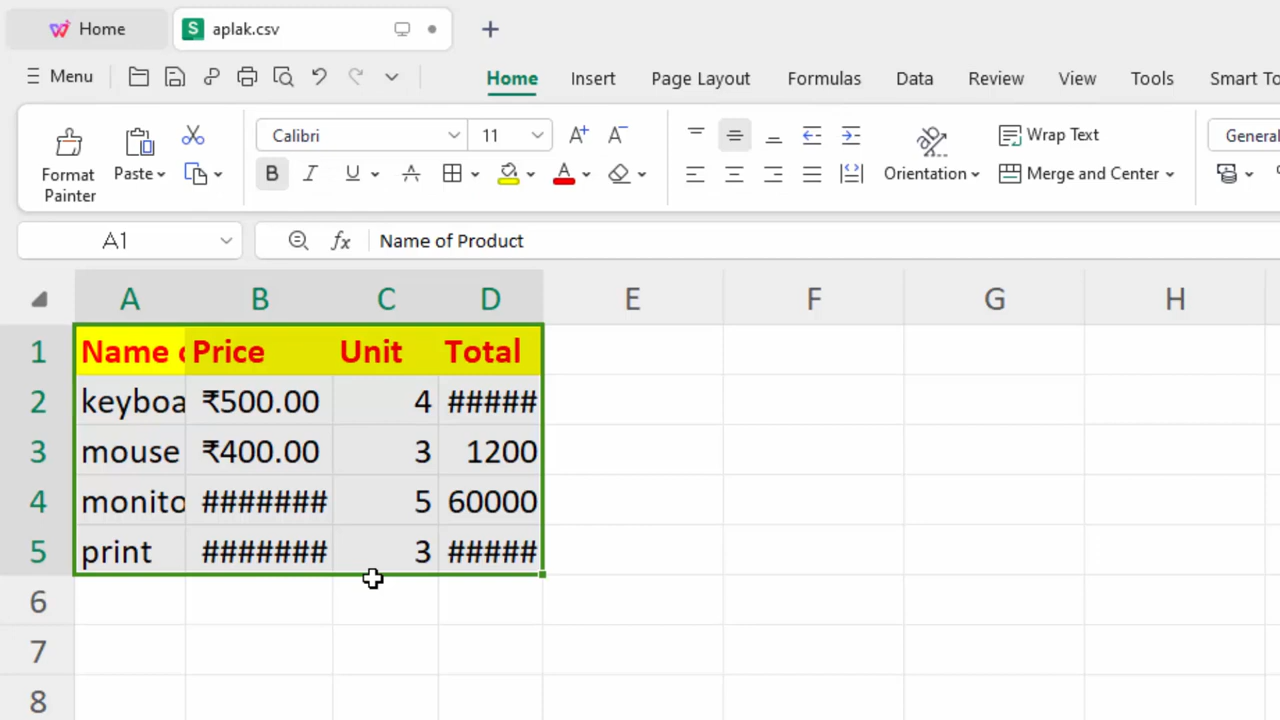 Home
aplak.csv
Menu
Home Insert Page Layout Formulas Data Review View Tools Smart To
Calibri 11 A+ A- Wrap Text General
Format Painter Paste B I U A A Orientation Merge and Center
A1 fx Name of Product
A B C D E F G H
1 Name o Price Unit Total
2 keyboa ₹500.00 4 #####
3 mouse ₹400.00 3 1200
4 monito ####### 5 60000
5 print ####### 3 #####
6
7
8